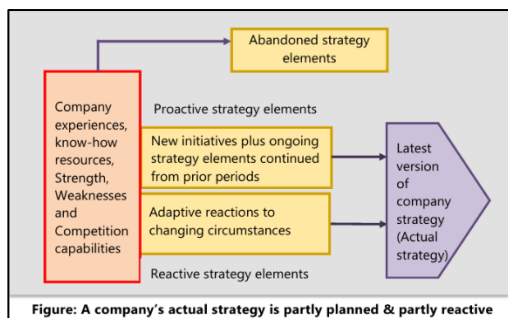 Abandoned strategy
elements
Company
experiences,
know-how
resources,
Strength,
Weaknesses
and
Competition
capabilities
Proactive strategy elements
New initiatives plus ongoing
strategy elements continued
from prior periods
Adaptive reactions to
changing circumstances
Reactive strategy elements
Latest
version
of
company
strategy
(Actual
strategy)
Figure: A company's actual strategy is partly planned & partly reactive